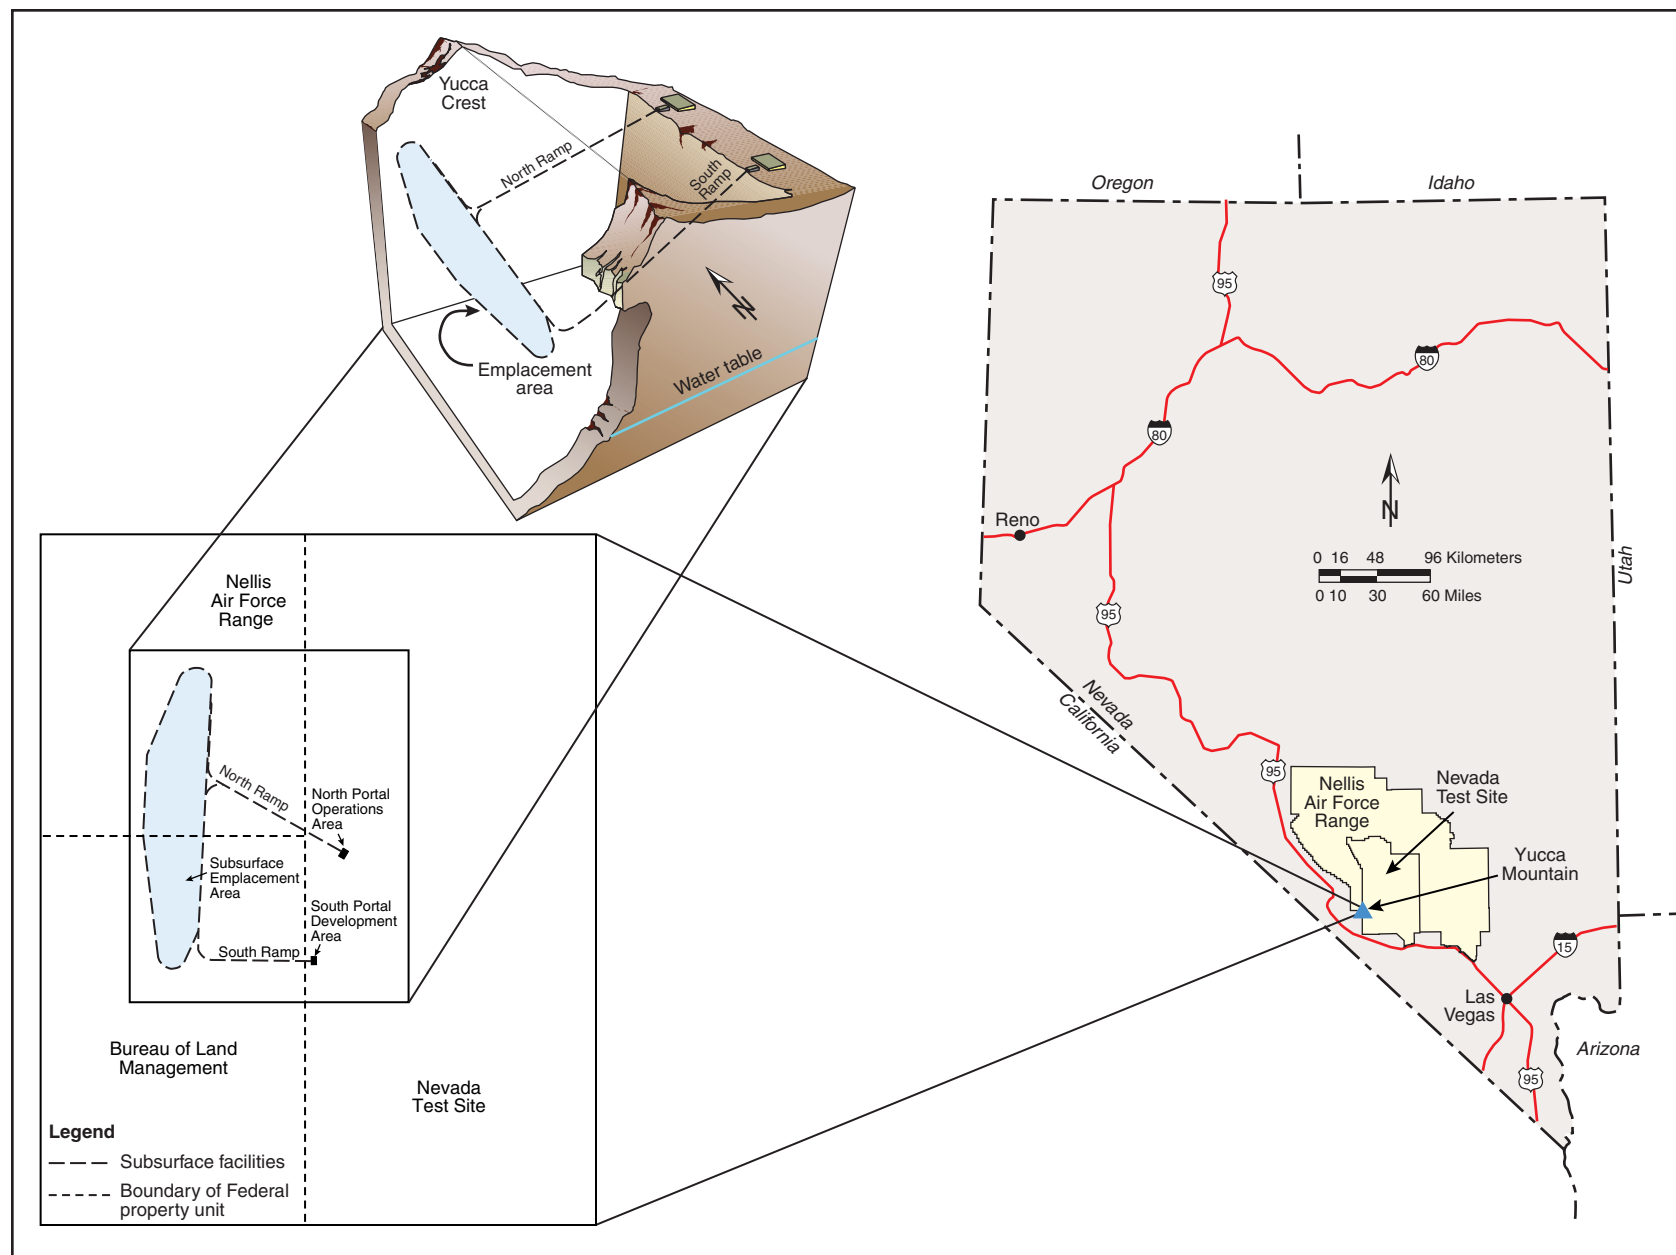 Yucca
Crest
North Ramp
South
Ramp
N
Water table
Emplacement
area
Nellis
Air Force
Range
North Ramp
North Portal
Operations
Area
Subsurface
Emplacement
Area
South Portal
Development
Area
South Ramp
Bureau of Land
Management
Nevada
Test Site
Legend
Subsurface facilities
Boundary of Federal
property unit
Oregon
Idaho
95
80
80
Reno
N
0 16 48 96 Kilometers
0 10 30 60 Miles
Utah
95
Nevada
California
95
Nellis
Air Force
Range
Nevada
Test Site
Yucca
Mountain
15
Las
Vegas
Arizona
95